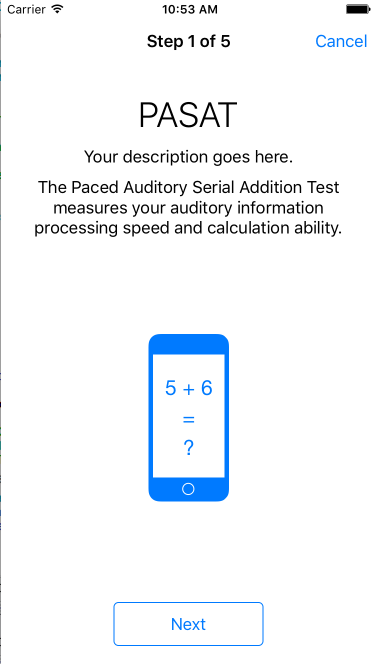 Carrier 10:53 AM
Step 1 of 5 Cancel
PASAT
Your description goes here.
The Paced Auditory Serial Addition Test
measures your auditory information
processing speed and calculation ability.
5 + 6
=
?
Next